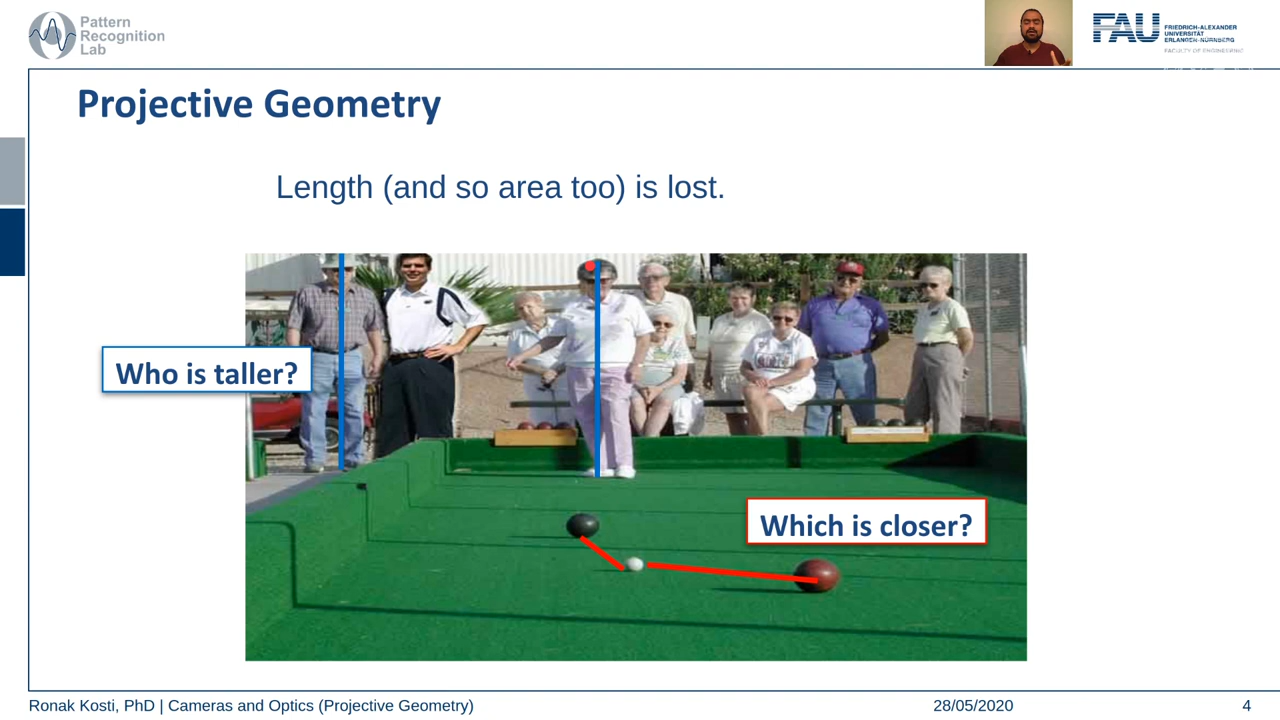 Pattern
Recognition
Lab
FAU
FRIEDRICH-ALEXANDER
UNIVERSITÄT
ERLANGEN-NÜRNBERG
FACULTY OF ENGINEERING
Projective Geometry
Length (and so area too) is lost.
Who is taller?
Which is closer?
Ronak Kosti, PhD | Cameras and Optics (Projective Geometry)
28/05/2020
4